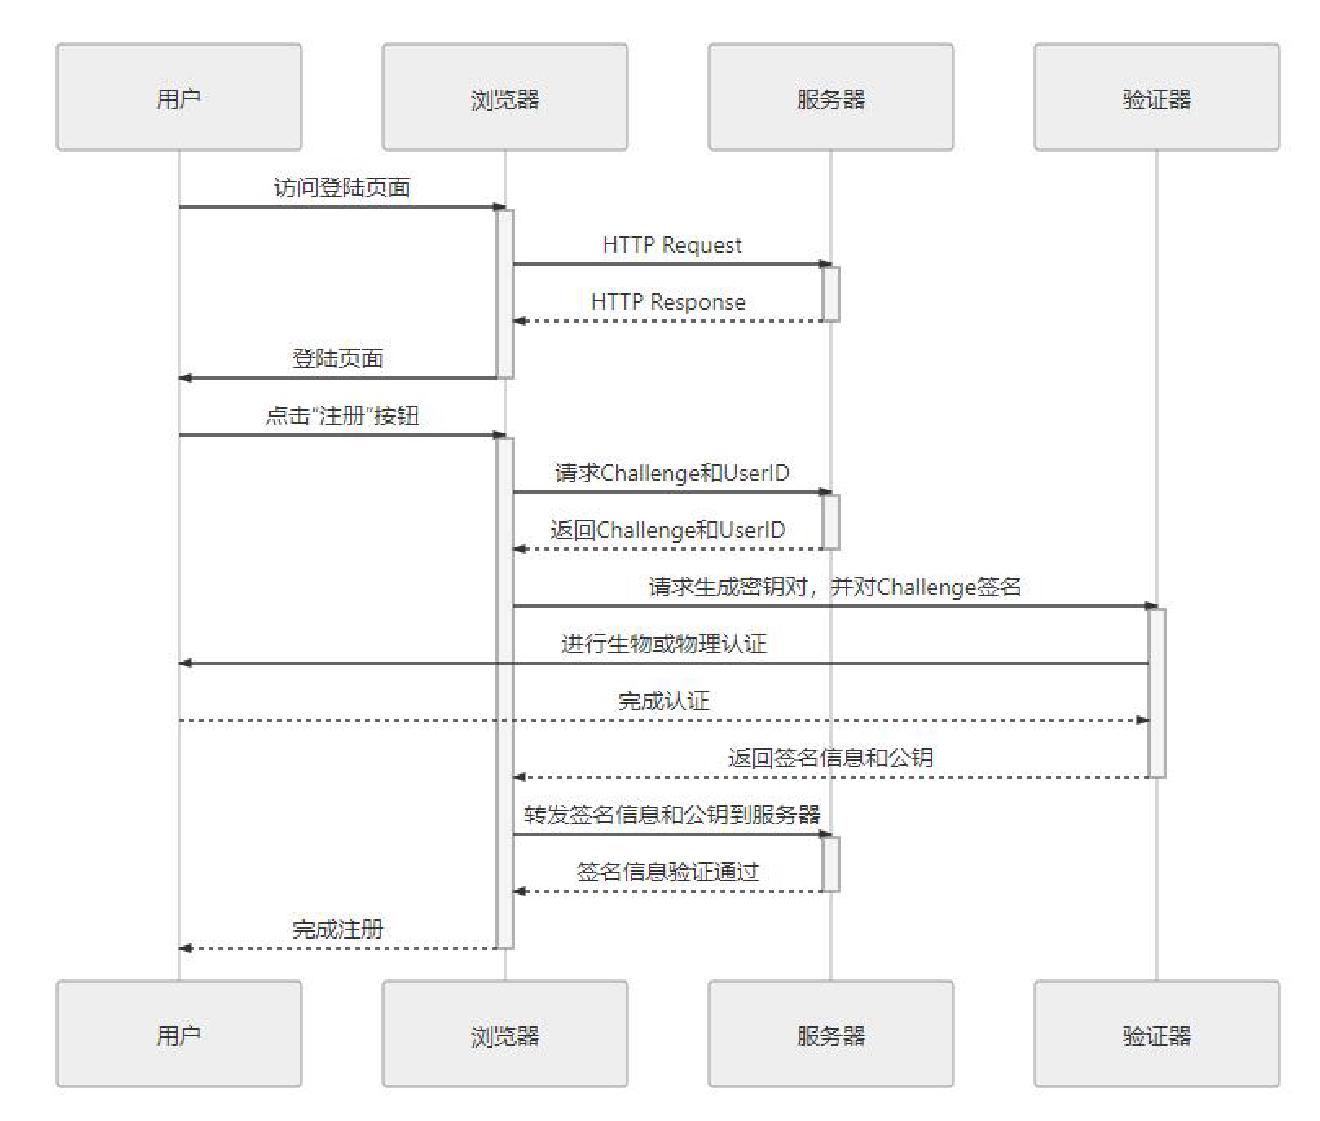 用户
浏览器
服务器
验证器
访问登陆页面
HTTP Request
HTTP Response
登陆页面
点击“注册”按钮
请求Challenge和UserID
返回Challenge和UserID
请求生成密钥对，并对Challenge签名
进行生物或物理认证
完成认证
返回签名信息和公钥
转发签名信息和公钥到服务器
签名信息验证通过
完成注册
用户
浏览器
服务器
验证器